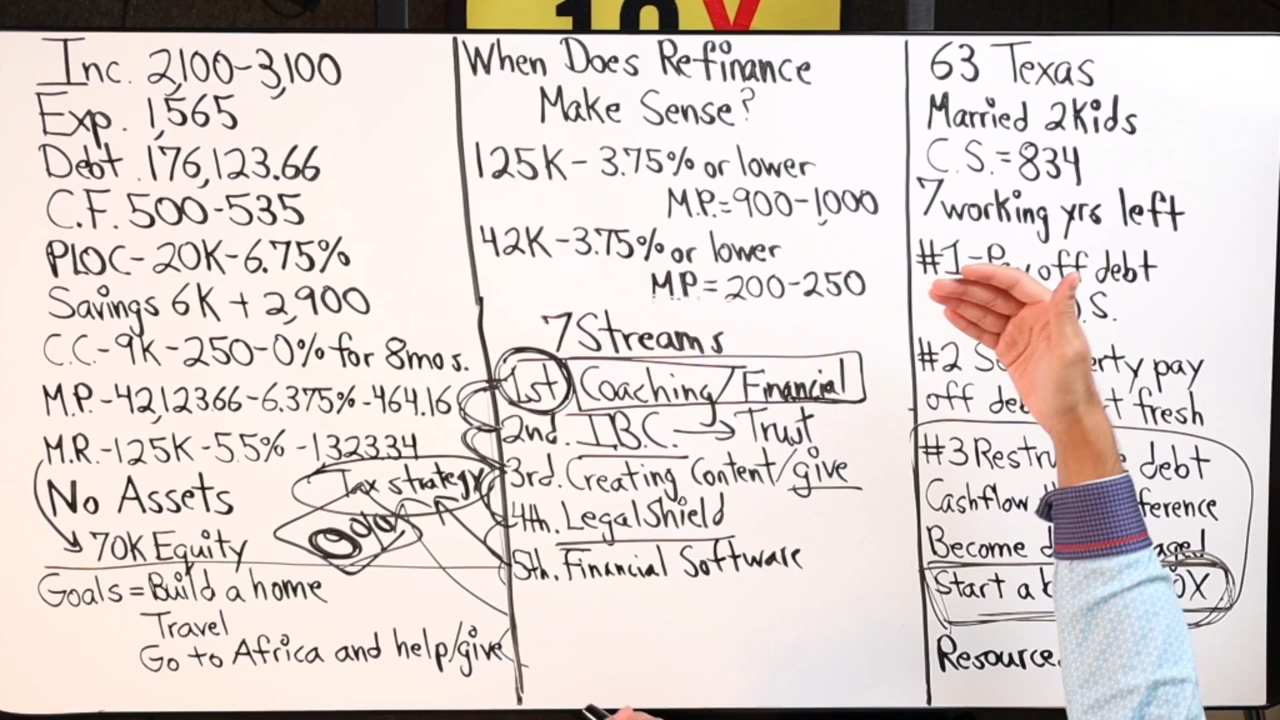 10X
Inc. 2,100-3,100
Exp. 1,565
Debt 176,123.66
C.F. 500-535
PLOC-20K-6.75%
Savings 6K + 2,900
C.C.-9K-250-0% for 8mos.
M.P.-42,123.66-6.375%-464.16
M.R.-125K-5.5%-1323.34
No Assets
Tax strategy
70K Equity
Goals = Build a home
Travel
Go to Africa and help/give
When Does Refinance
Make Sense?
125K-3.75% or lower
M.P.=900-1,000
42K-3.75% or lower
M.P.=200-250
7 Streams
1st Coaching/Financial
2nd. I.B.C. → Trust
3rd. Creating Content/give
4th. LegalShield
5th. Financial Software
63 Texas
Married 2Kids
C.S.=834
7 working yrs left
#1- off debt
.S.
#2 erty pay
off fresh
#3 debt
Cashflow ference
Become
Start a OX
Resource